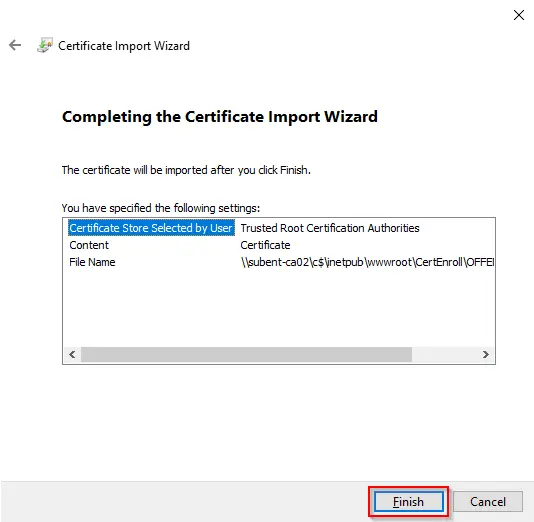 Certificate Import Wizard
Completing the Certificate Import Wizard
The certificate will be imported after you click Finish.
You have specified the following settings:
Certificate Store Selected by User Trusted Root Certification Authorities
Content Certificate
File Name \\subent-ca02\c$\inetpub\wwwroot\CertEnroll\OFFEI
Finish Cancel